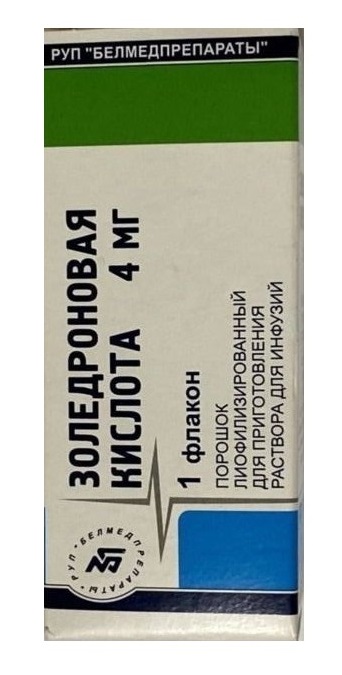 РУП "БЕЛМЕДПРЕПАРАТЫ"
ЗОЛЕДРОНОВАЯ
КИСЛОТА 4 МГ
1 флакон
ПОРОШОК
ЛИОФИЛИЗИРОВАННЫЙ
ДЛЯ ПРИГОТОВЛЕНИЯ
РАСТВОРА ДЛЯ ИНФУЗИЙ
РУП • БЕЛМЕДПРЕПАРАТЫ •